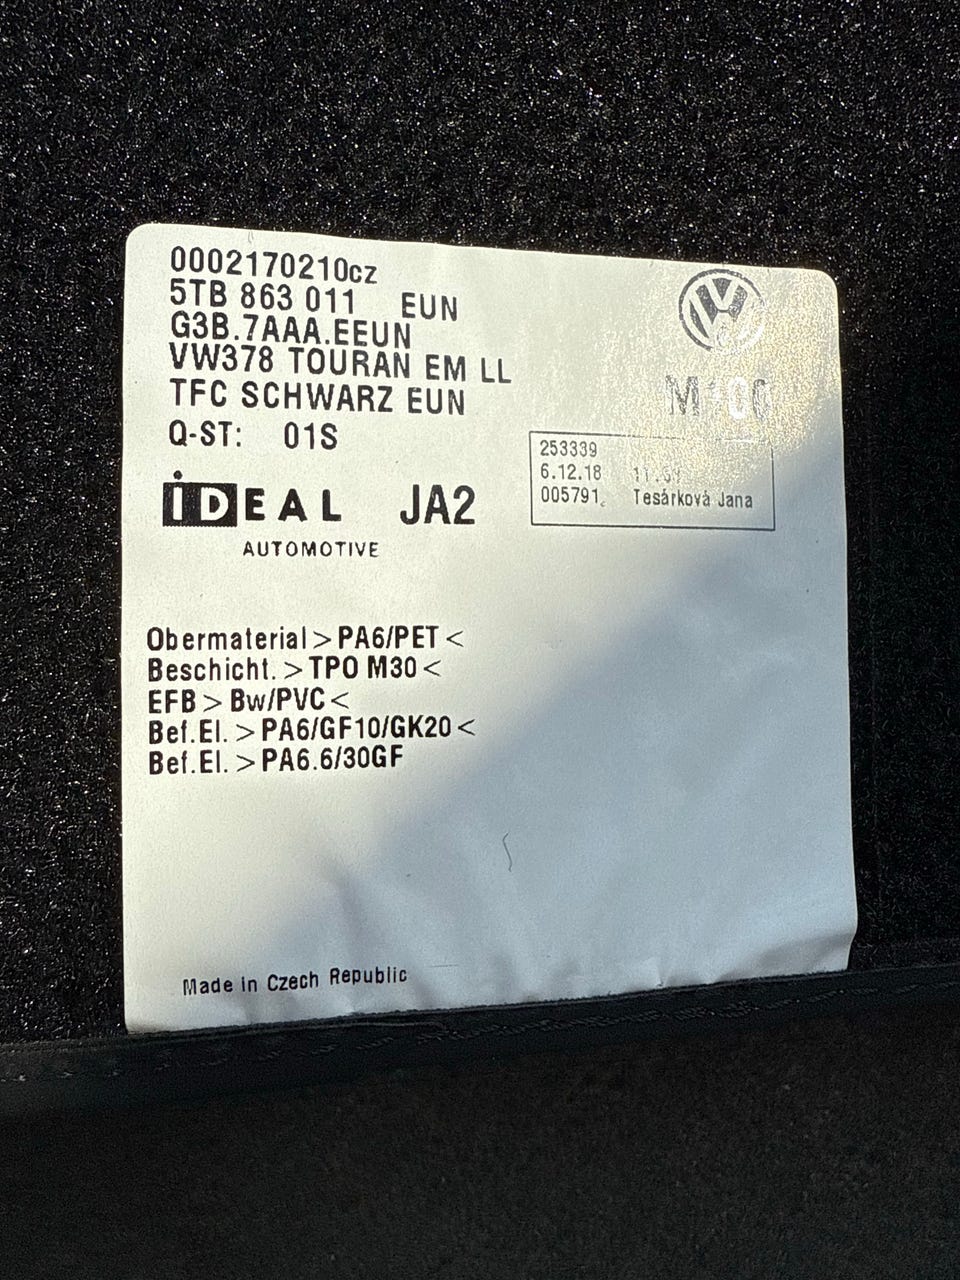 0002170210cz
5TB 863 011 EUN
G3B.7AAA.EEUN
VW378 TOURAN EM LL
TFC SCHWARZ EUN
Q-ST: 01S
iDEAL JA2
AUTOMOTIVE
253339
6.12.18
005791 Tesárková Jana
Obermaterial>PA6/PET<
Beschicht.>TPO M30<
EFB>Bw/PVC<
Bef.El.>PA6/GF10/GK20<
Bef.El.>PA6.6/30GF
Made in Czech Republic